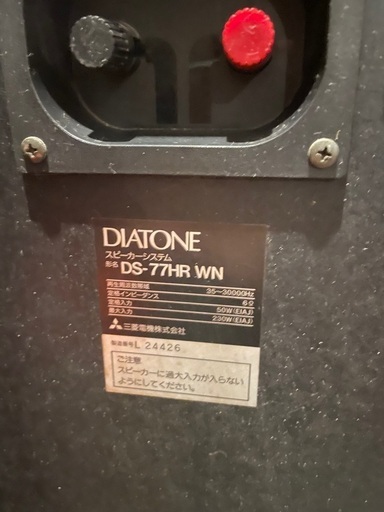 DIATONE
スピーカーシステム
形名 DS-77HR WN
再生周波数帯域 35~30000Hz
定格インピーダンス 6Ω
定格入力 50W(EIAJ)
最大入力 230W(EIAJ)
三菱電機株式会社
製造番号 L 24426
ご注意
スピーカーに過大入力が入らない
ようにしてください。